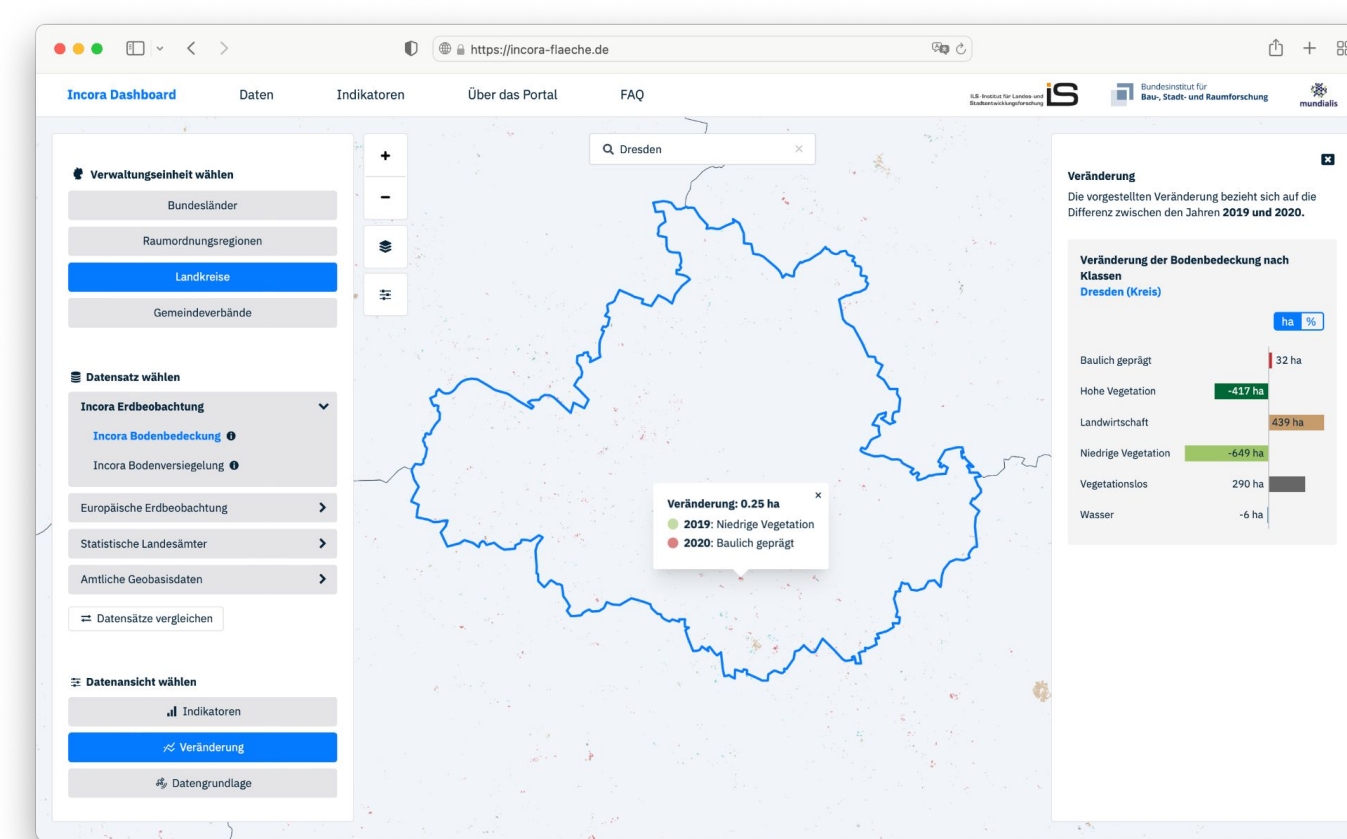 https://incora-flaeche.de
Incora Dashboard
Daten
Indikatoren
Über das Portal
FAQ
ILS-Institut für Landes- und
Stadtentwicklungsforschung
Bundesinstitut für
Bau-, Stadt- und Raumforschung
mundialis
Verwaltungseinheit wählen
Bundesländer
Raumordnungsregionen
Landkreise
Gemeindeverbände
Datensatz wählen
Incora Erdbeobachtung
Incora Bodenbedeckung
Incora Bodenversiegelung
Europäische Erdbeobachtung
Statistische Landesämter
Amtliche Geobasisdaten
Datensätze vergleichen
Datenansicht wählen
Indikatoren
Veränderung
Datengrundlage
Dresden
Veränderung: 0.25 ha
2019: Niedrige Vegetation
2020: Baulich geprägt
Veränderung
Die vorgestellten Veränderung bezieht sich auf die
Differenz zwischen den Jahren 2019 und 2020.
Veränderung der Bodenbedeckung nach
Klassen
Dresden (Kreis)
ha %
Baulich geprägt 32 ha
Hohe Vegetation -417 ha
Landwirtschaft 439 ha
Niedrige Vegetation -649 ha
Vegetationslos 290 ha
Wasser -6 ha